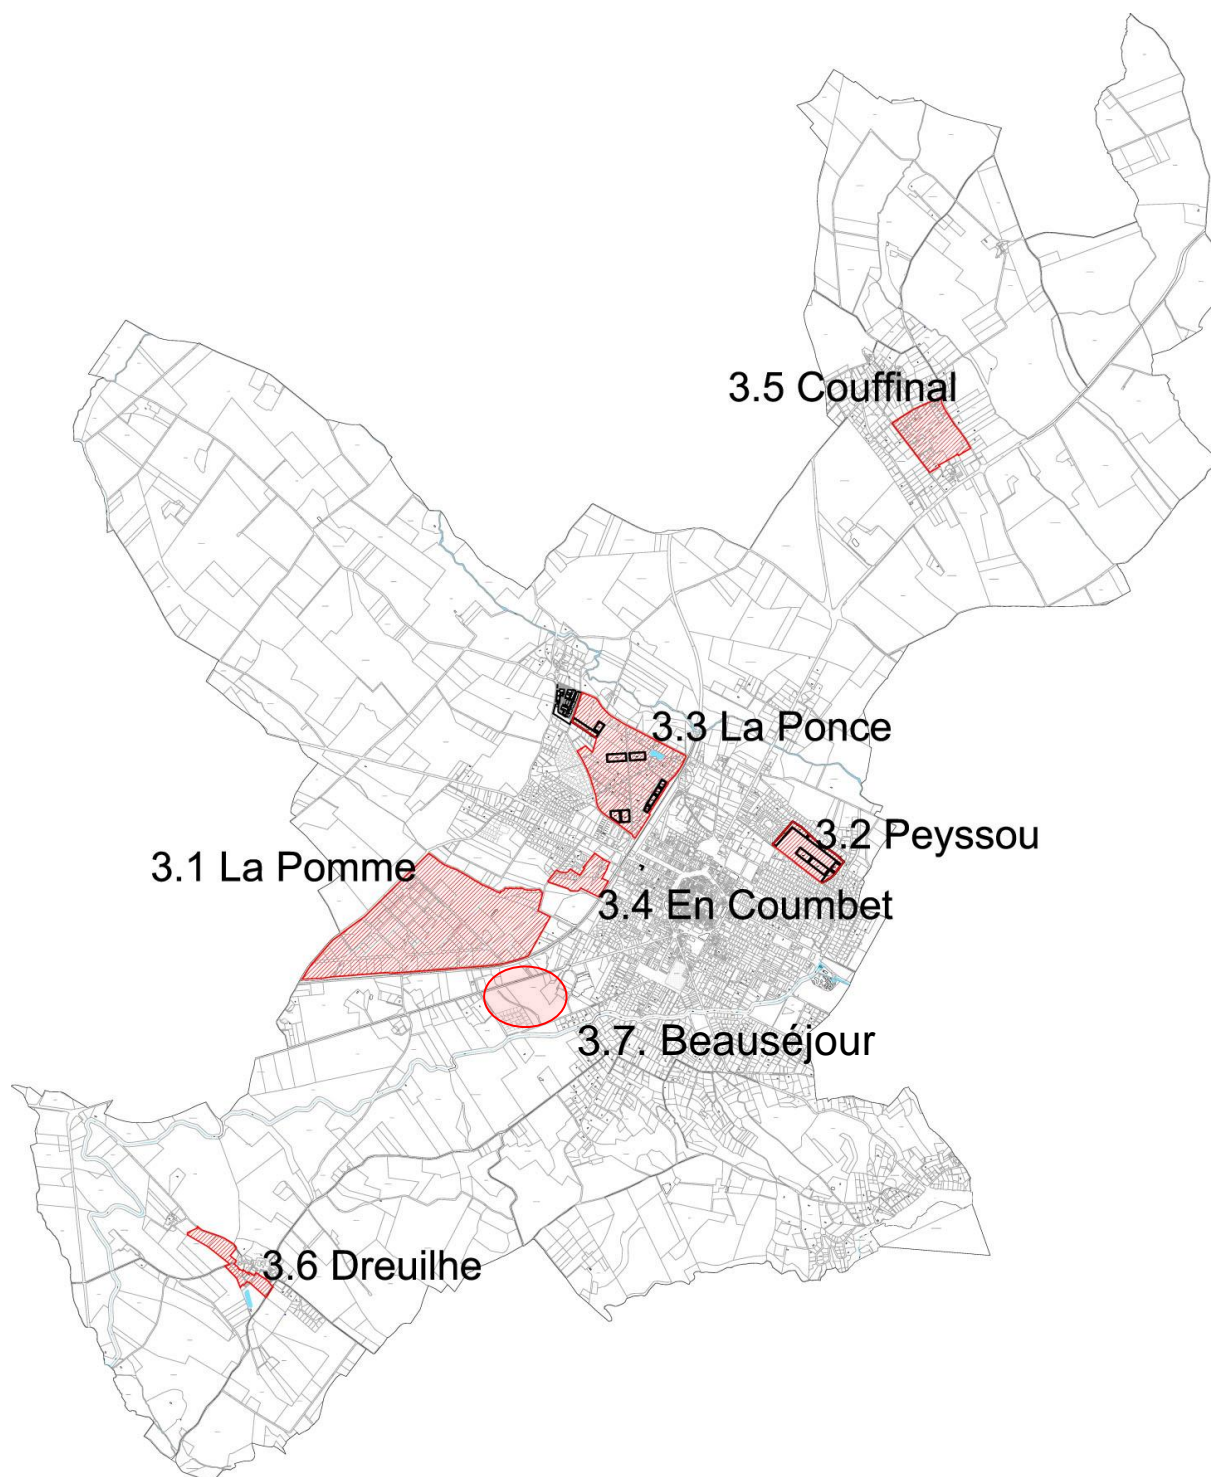 3.5 Couffinal
3.3 La Ponce
3.2 Peyssou
3.1 La Pomme
3.4 En Coumbet
3.7. Beauséjour
3.6 Dreuilhe